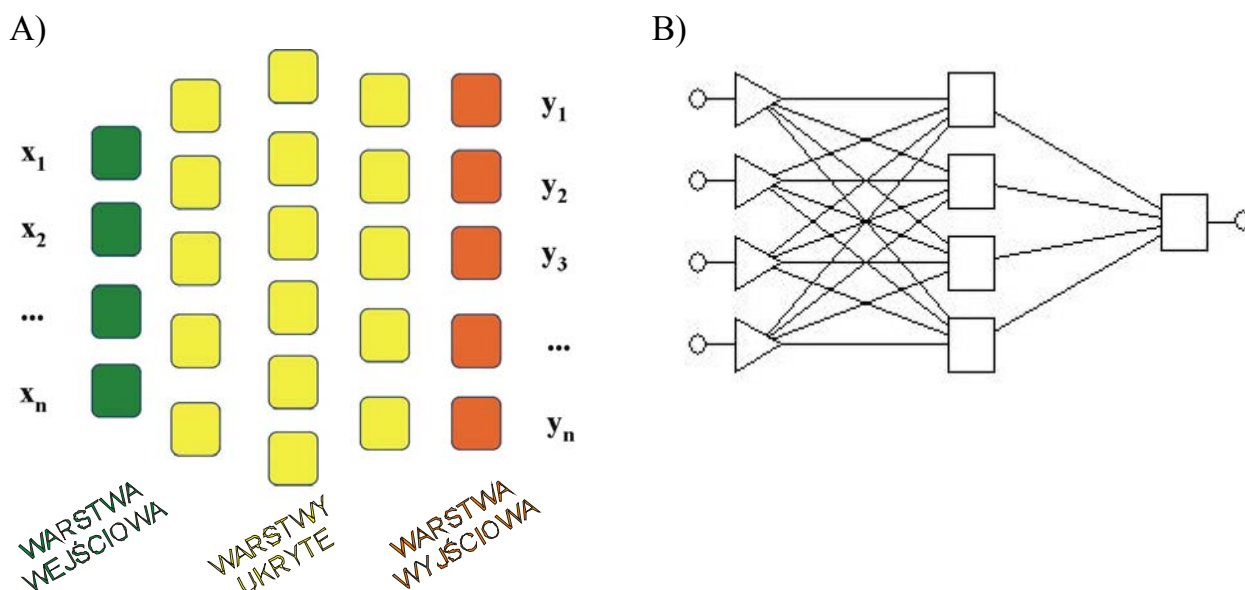 A)
B)
x1
x2
...
xn
y1
y2
y3
...
yn
WARSTWA
WEJŚCIOWA
WARSTWY
UKRYTE
WARSTWA
WYJŚCIOWA